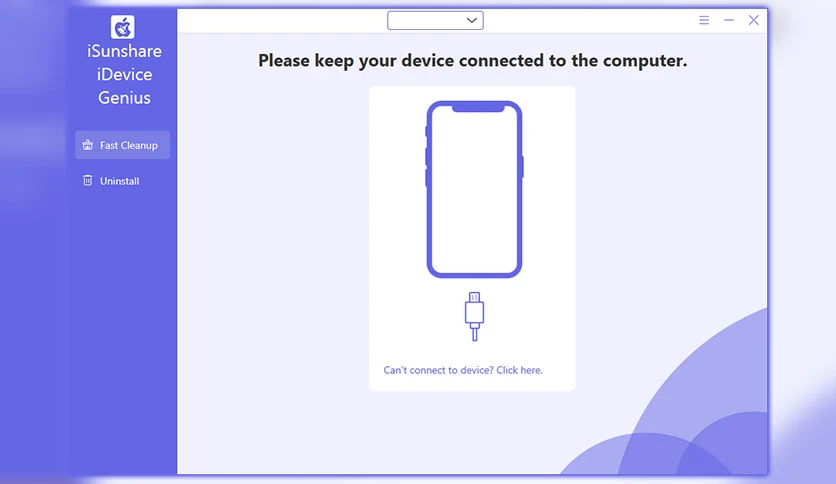 iSunshare
iDevice
Genius
Fast Cleanup
Uninstall
Please keep your device connected to the computer.
Can't connect to device? Click here.